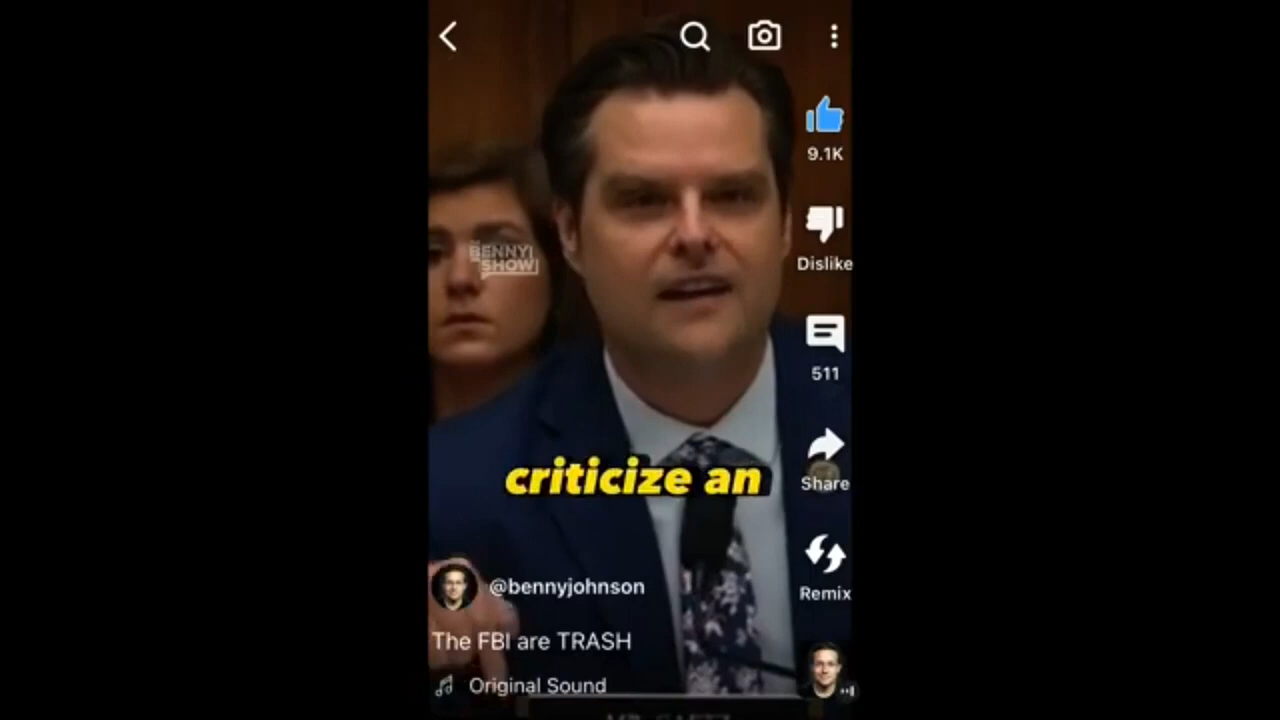 9.1K
Dislike
BENNY
SHOW
511
criticize an
Share
@bennyjohnson
Remix
The FBI are TRASH
Original Sound